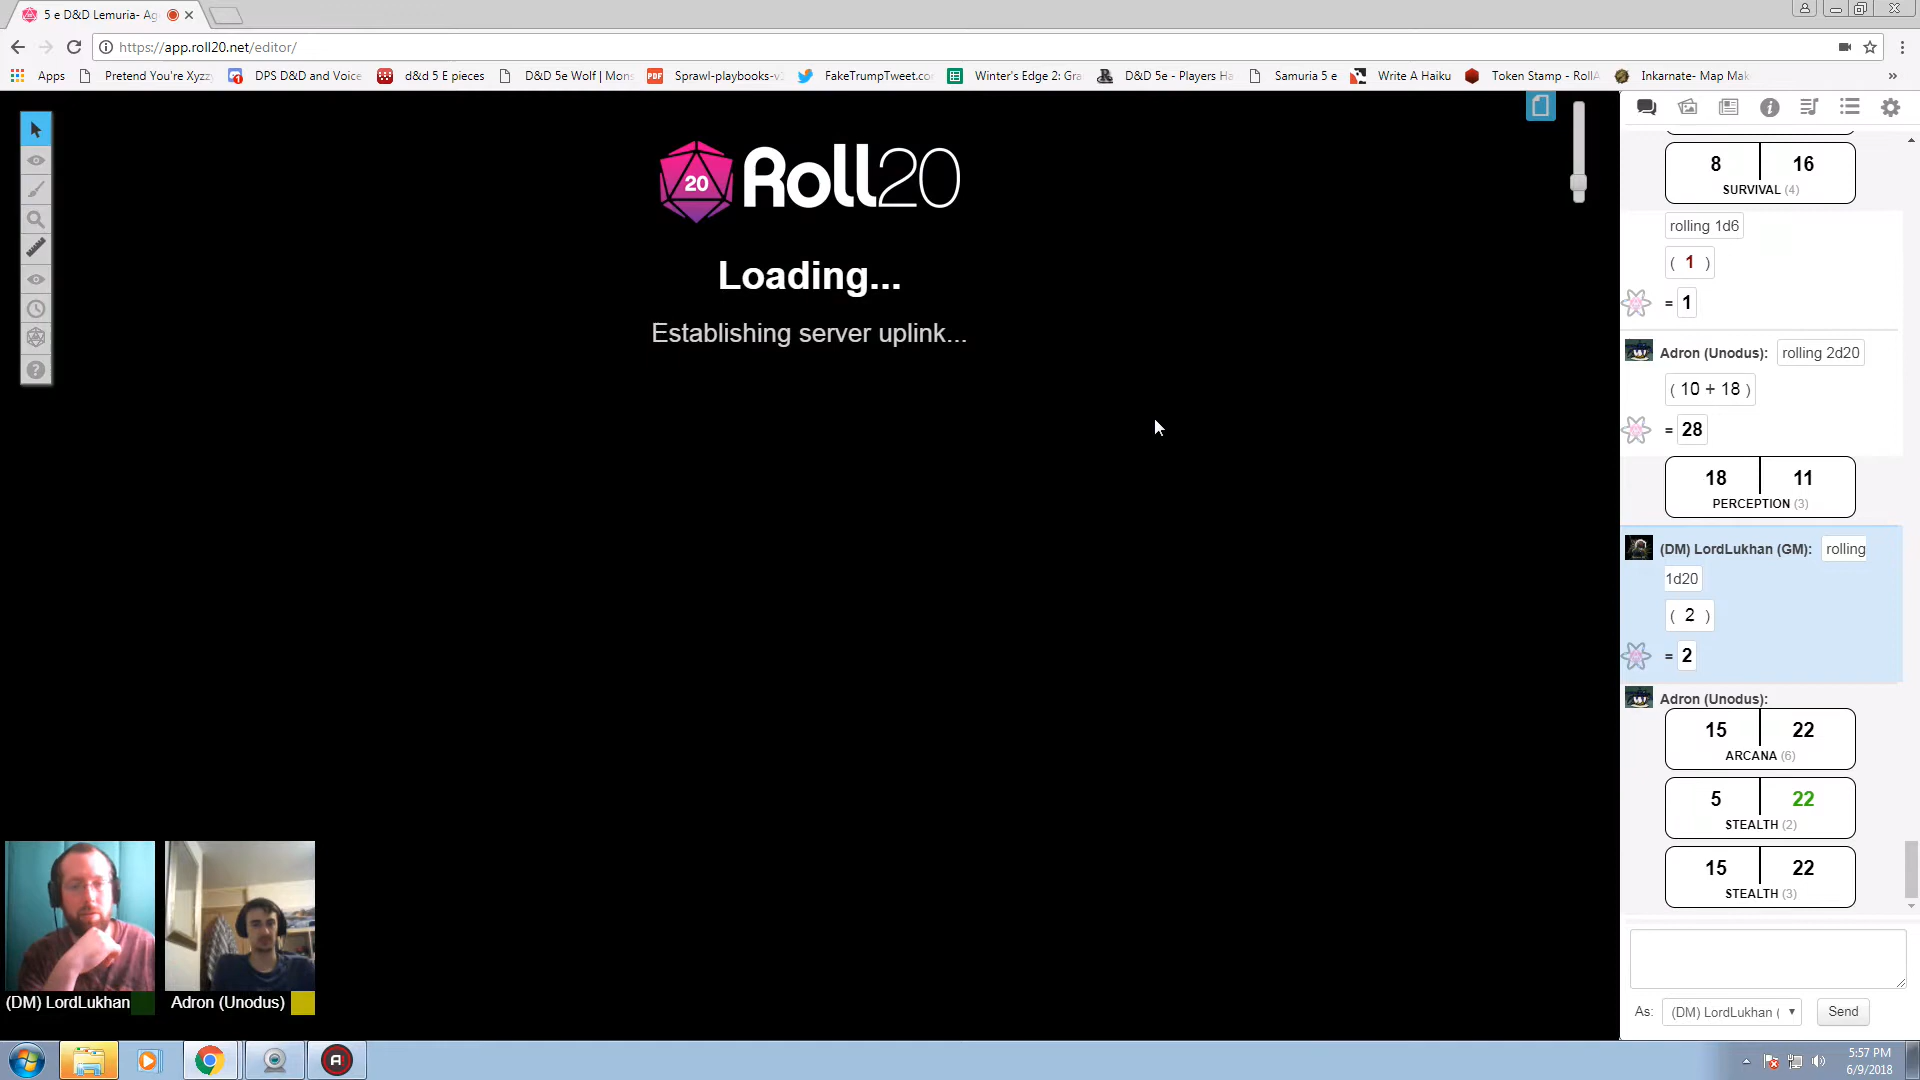 5 e D&D Lemuria- Ag
https://app.roll20.net/editor/
Apps
Pretend You're Xyzz
DPS D&D and Voice
d&d 5 E pieces
D&D 5e Wolf | Mons
PDF
Sprawl-playbooks-v
FakeTrumpTweet.co
Winter's Edge 2: Gra
D&D 5e - Players Ha
Samuria 5 e
Write A Haiku
Token Stamp - RollA
Inkarnate- Map Mak
»
20 Roll20
Loading...
Establishing server uplink...
8 16
SURVIVAL (4)
rolling 1d6
( 1 )
= 1
Adron (Unodus): rolling 2d20
( 10 + 18 )
= 28
18 11
PERCEPTION (3)
(DM) LordLukhan (GM): rolling
1d20
( 2 )
= 2
Adron (Unodus):
15 22
ARCANA (6)
5 22
STEALTH (2)
15 22
STEALTH (3)
As: (DM) LordLukhan ( Send
(DM) LordLukhan
Adron (Unodus)
5:57 PM
6/9/2018